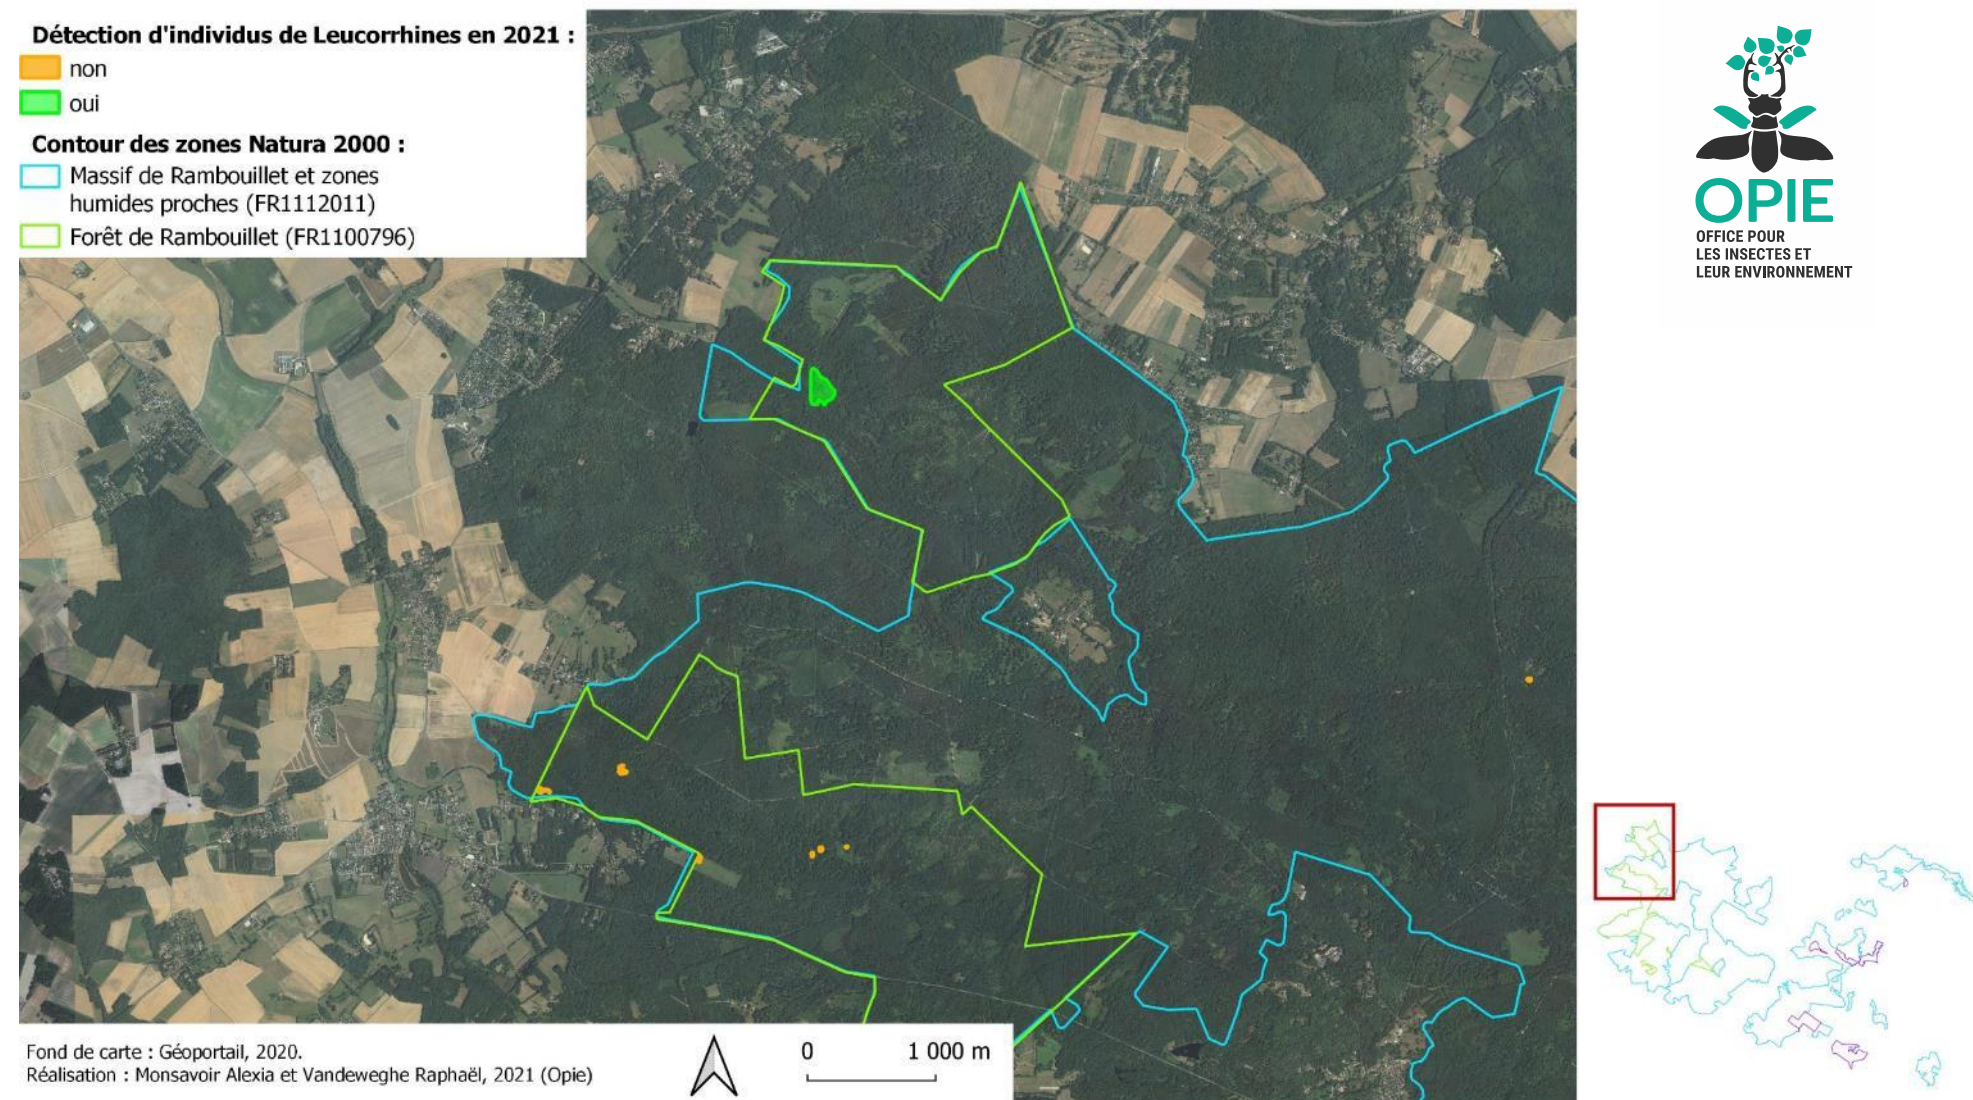 Détection d'individus de Leucorrhines en 2021 :
non
oui
Contour des zones Natura 2000 :
Massif de Rambouillet et zones
humides proches (FR1112011)
Forêt de Rambouillet (FR1100796)
OPIE
OFFICE POUR
LES INSECTES ET
LEUR ENVIRONNEMENT
Fond de carte : Géoportail, 2020.
Réalisation : Monsavoir Alexia et Vandeweghe Raphaël, 2021 (Opie)
0 1 000 m